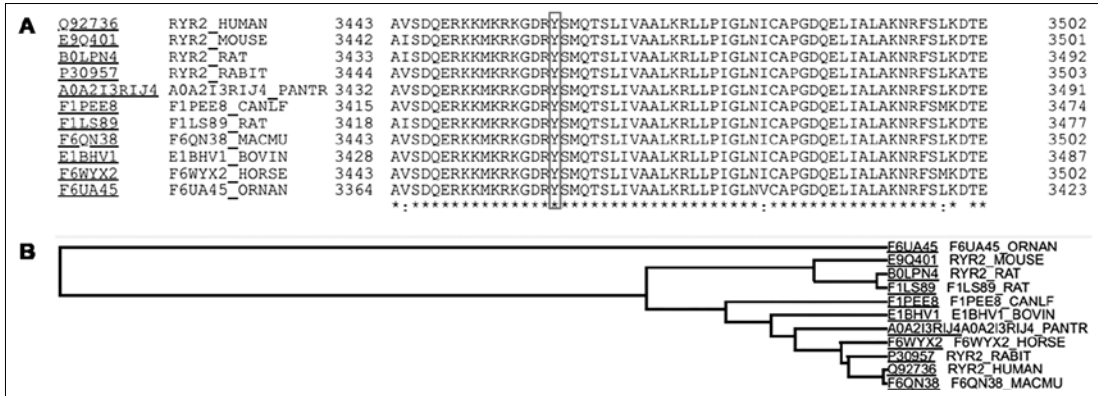 A
Q92736 RYR2_HUMAN 3443 AVSDQERKKMKRKGDRYSMQTSLIVAALKRLLPIGLNICAPGDQELIALAKNRFSLKDTE 3502
E9Q401 RYR2_MOUSE 3442 AISDQERKKMKRKGDRYSMQTSLIVAALKRLLPIGLNICAPGDQELIALAKNRFSLKDTE 3501
B0LPN4 RYR2_RAT 3433 AISDQERKKMKRKGDRYSMQTSLIVAALKRLLPIGLNICAPGDQELIALAKNRFSLKDTE 3492
P30957 RYR2_RABIT 3444 AISDQERKKMKRKGDRYSMQTSLIVAALKRLLPIGLNICAPGDQELIALAKNRFSLKATE 3503
A0A2I3RIJ4 A0A2I3RIJ4_PANTR 3432 AVSDQERKKMKRKGDRYSMQTSLIVAALKRLLPIGLNICAPGDQELIALAKNRFSLKDTE 3491
F1PEE8 F1PEE8_CANLF 3415 AVSDQERKKMKRKGDRYSMQTSLIVAALKRLLPIGLNICAPGDQELIALAKNRFSMKDTE 3474
F1LS89 F1LS89_RAT 3418 AISDQERKKMKRKGDRYSMQTSLIVAALKRLLPIGLNICAPGDQELIALAKNRFSLKDTE 3477
F6QN38 F6QN38_MACMU 3443 AVSDQERKKMKRKGDRYSMQTSLIVAALKRLLPIGLNICAPGDQELIALAKNRFSLKDTE 3502
E1BHV1 E1BHV1_BOVIN 3428 AVSDQERKKMKRKGDRYSMQTSLIVAALKRLLPIGLNICAPGDQELIALAKNRFSLKDTE 3487
F6WYX2 F6WYX2_HORSE 3443 AVSDQERKKMKRKGDRYSMQTSLIVAALKRLLPIGLNICAPGDQELIALAKNRFSMKDTE 3502
F6UA45 F6UA45_ORNAN 3364 AVSDQERKKMKRKGDRYSMQTSLIVAALKRLLPIGLNVCAPGDQELIALAKNRFSMKDTE 3423
*:***********************************:*****************:* **
B
F6UA45 F6UA45_ORNAN
E9Q401 RYR2_MOUSE
B0LPN4 RYR2_RAT
F1LS89 F1LS89_RAT
F1PEE8 F1PEE8_CANLF
E1BHV1 E1BHV1_BOVIN
A0A2I3RIJ4A0A2I3RIJ4_PANTR
F6WYX2 F6WYX2_HORSE
P30957 RYR2_RABIT
Q92736 RYR2_HUMAN
F6QN38 F6QN38_MACMU